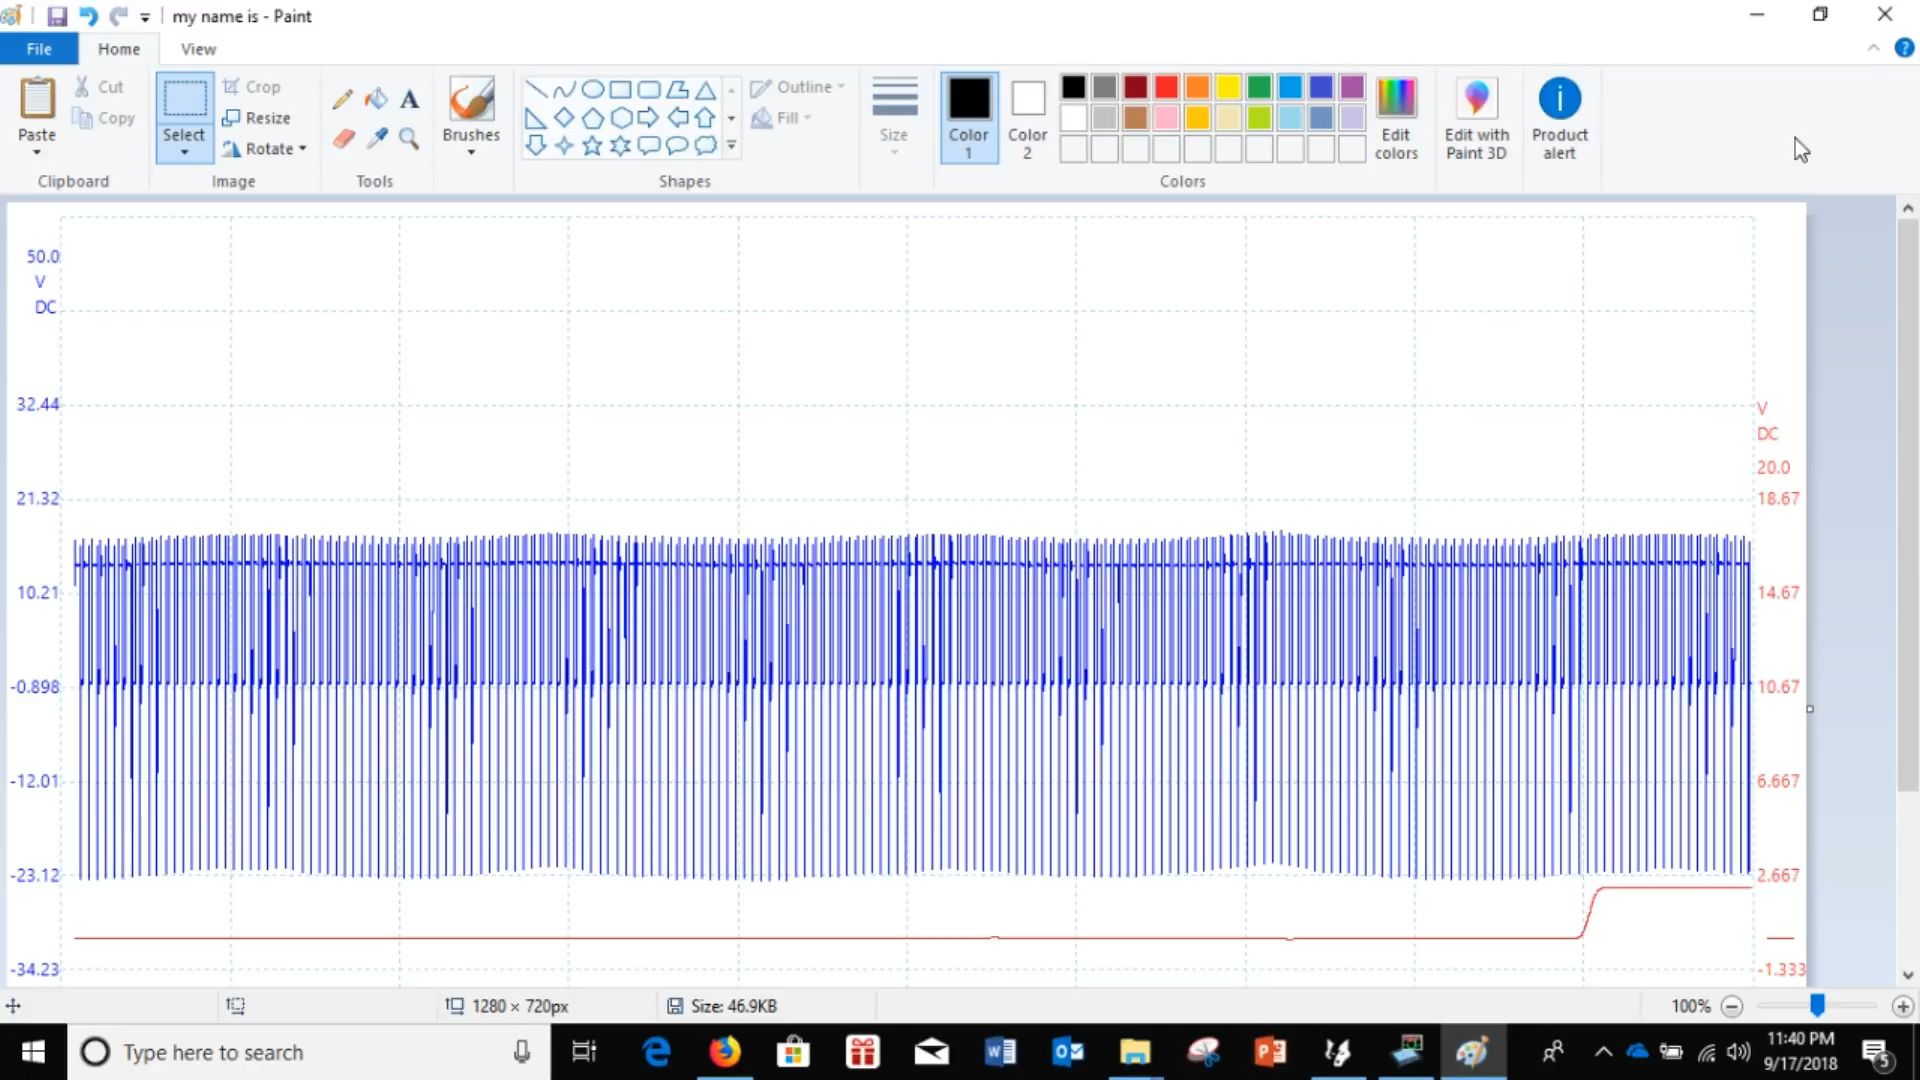 my name is - Paint
File
Home
View
Paste
Cut
Copy
Clipboard
Select
Crop
Resize
Rotate
Image
A
Tools
Brushes
Outline
Fill
Shapes
Size
Color 1
Color 2
Colors
Edit colors
Edit with Paint 3D
Product alert
50.0
V
DC
32.44
21.32
10.21
-0.898
-12.01
-23.12
-34.23
V
DC
20.0
18.67
14.67
10.67
6.667
2.667
-1.333
1280 × 720px
Size: 46.9KB
100%
Type here to search
11:40 PM
9/17/2018
5